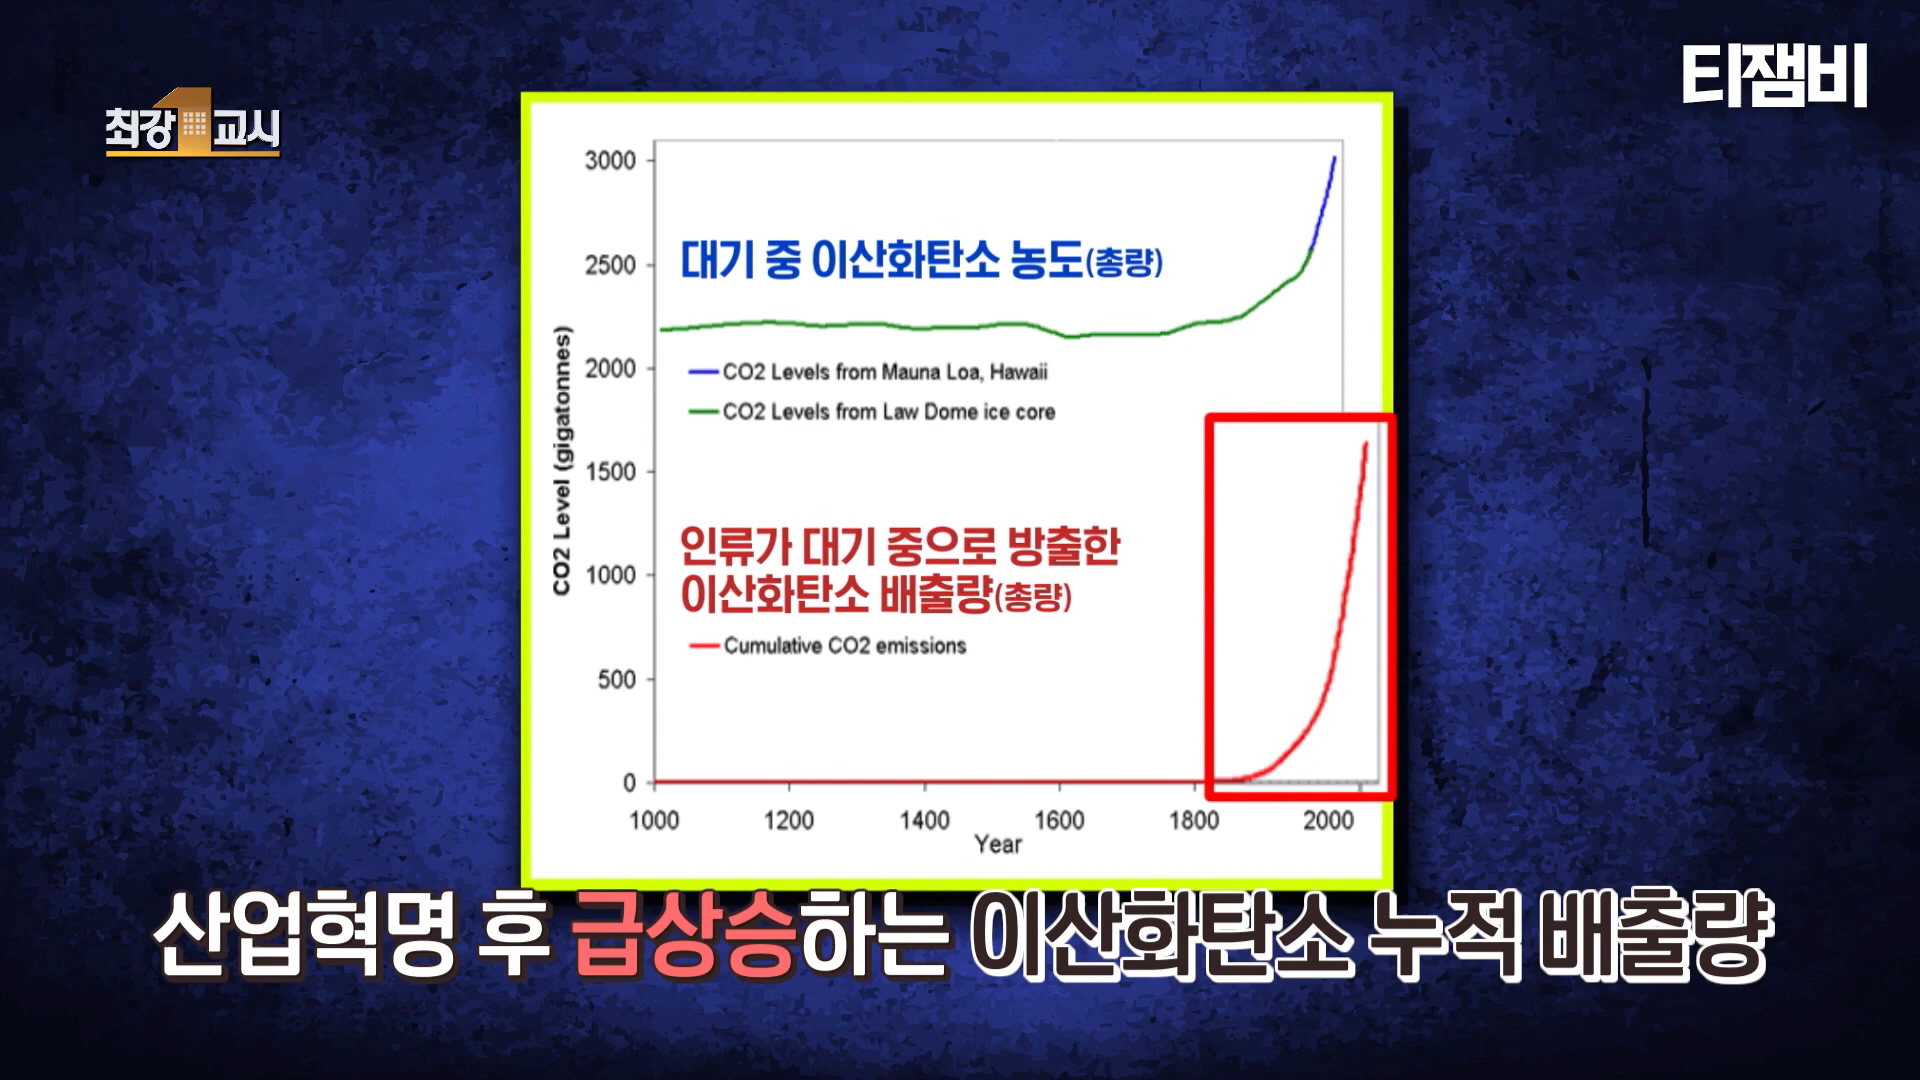 티잼비
최강1교시
3000
2500
2000
1500
1000
500
0
CO2 Level (gigatonnes)
대기 중 이산화탄소 농도(총량)
CO2 Levels from Mauna Loa, Hawaii
CO2 Levels from Law Dome ice core
인류가 대기 중으로 방출한
이산화탄소 배출량(총량)
Cumulative CO2 emissions
1000 1200 1400 1600 1800 2000
Year
산업혁명 후 급상승하는 이산화탄소 누적 배출량